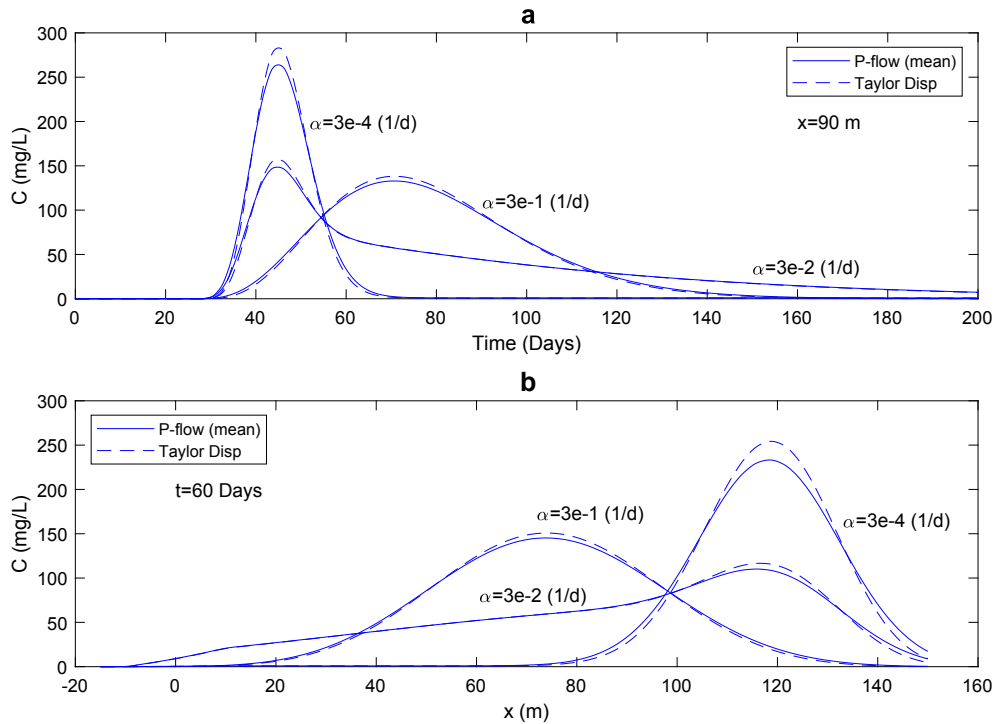 a
300
250
200
150
100
50
0
C (mg/L)
P-flow (mean)
Taylor Disp
x=90 m
α=3e-4 (1/d)
α=3e-1 (1/d)
α=3e-2 (1/d)
0 20 40 60 80 100 120 140 160 180 200
Time (Days)
b
300
250
200
150
100
50
0
C (mg/L)
P-flow (mean)
Taylor Disp
t=60 Days
α=3e-1 (1/d)
α=3e-4 (1/d)
α=3e-2 (1/d)
-20 0 20 40 60 80 100 120 140 160
x (m)